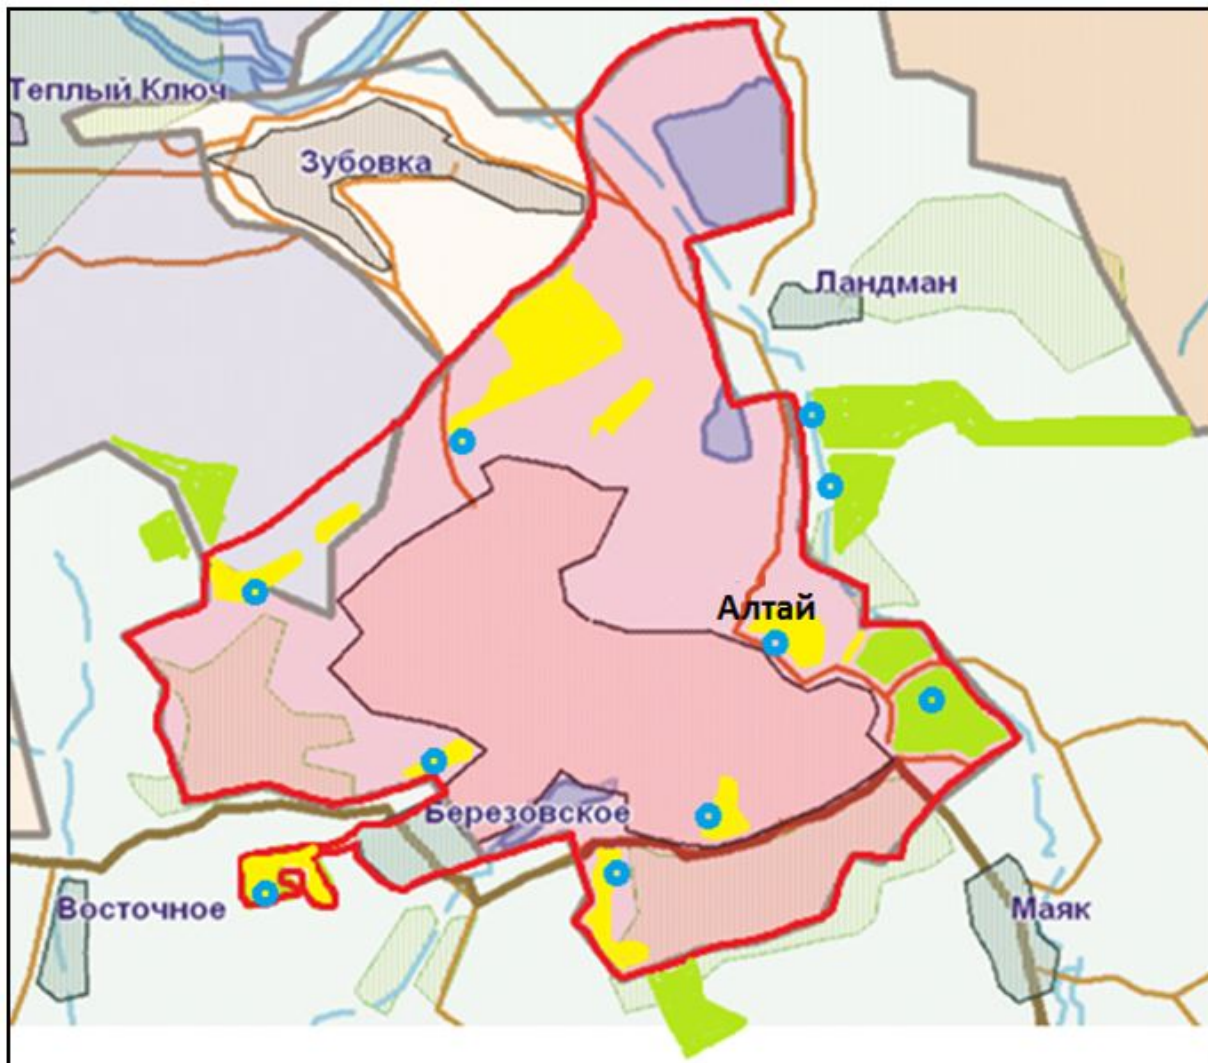 Теплый Ключ
Зубовка
Ландман
Алтай
Березовское
Восточное
Маяк